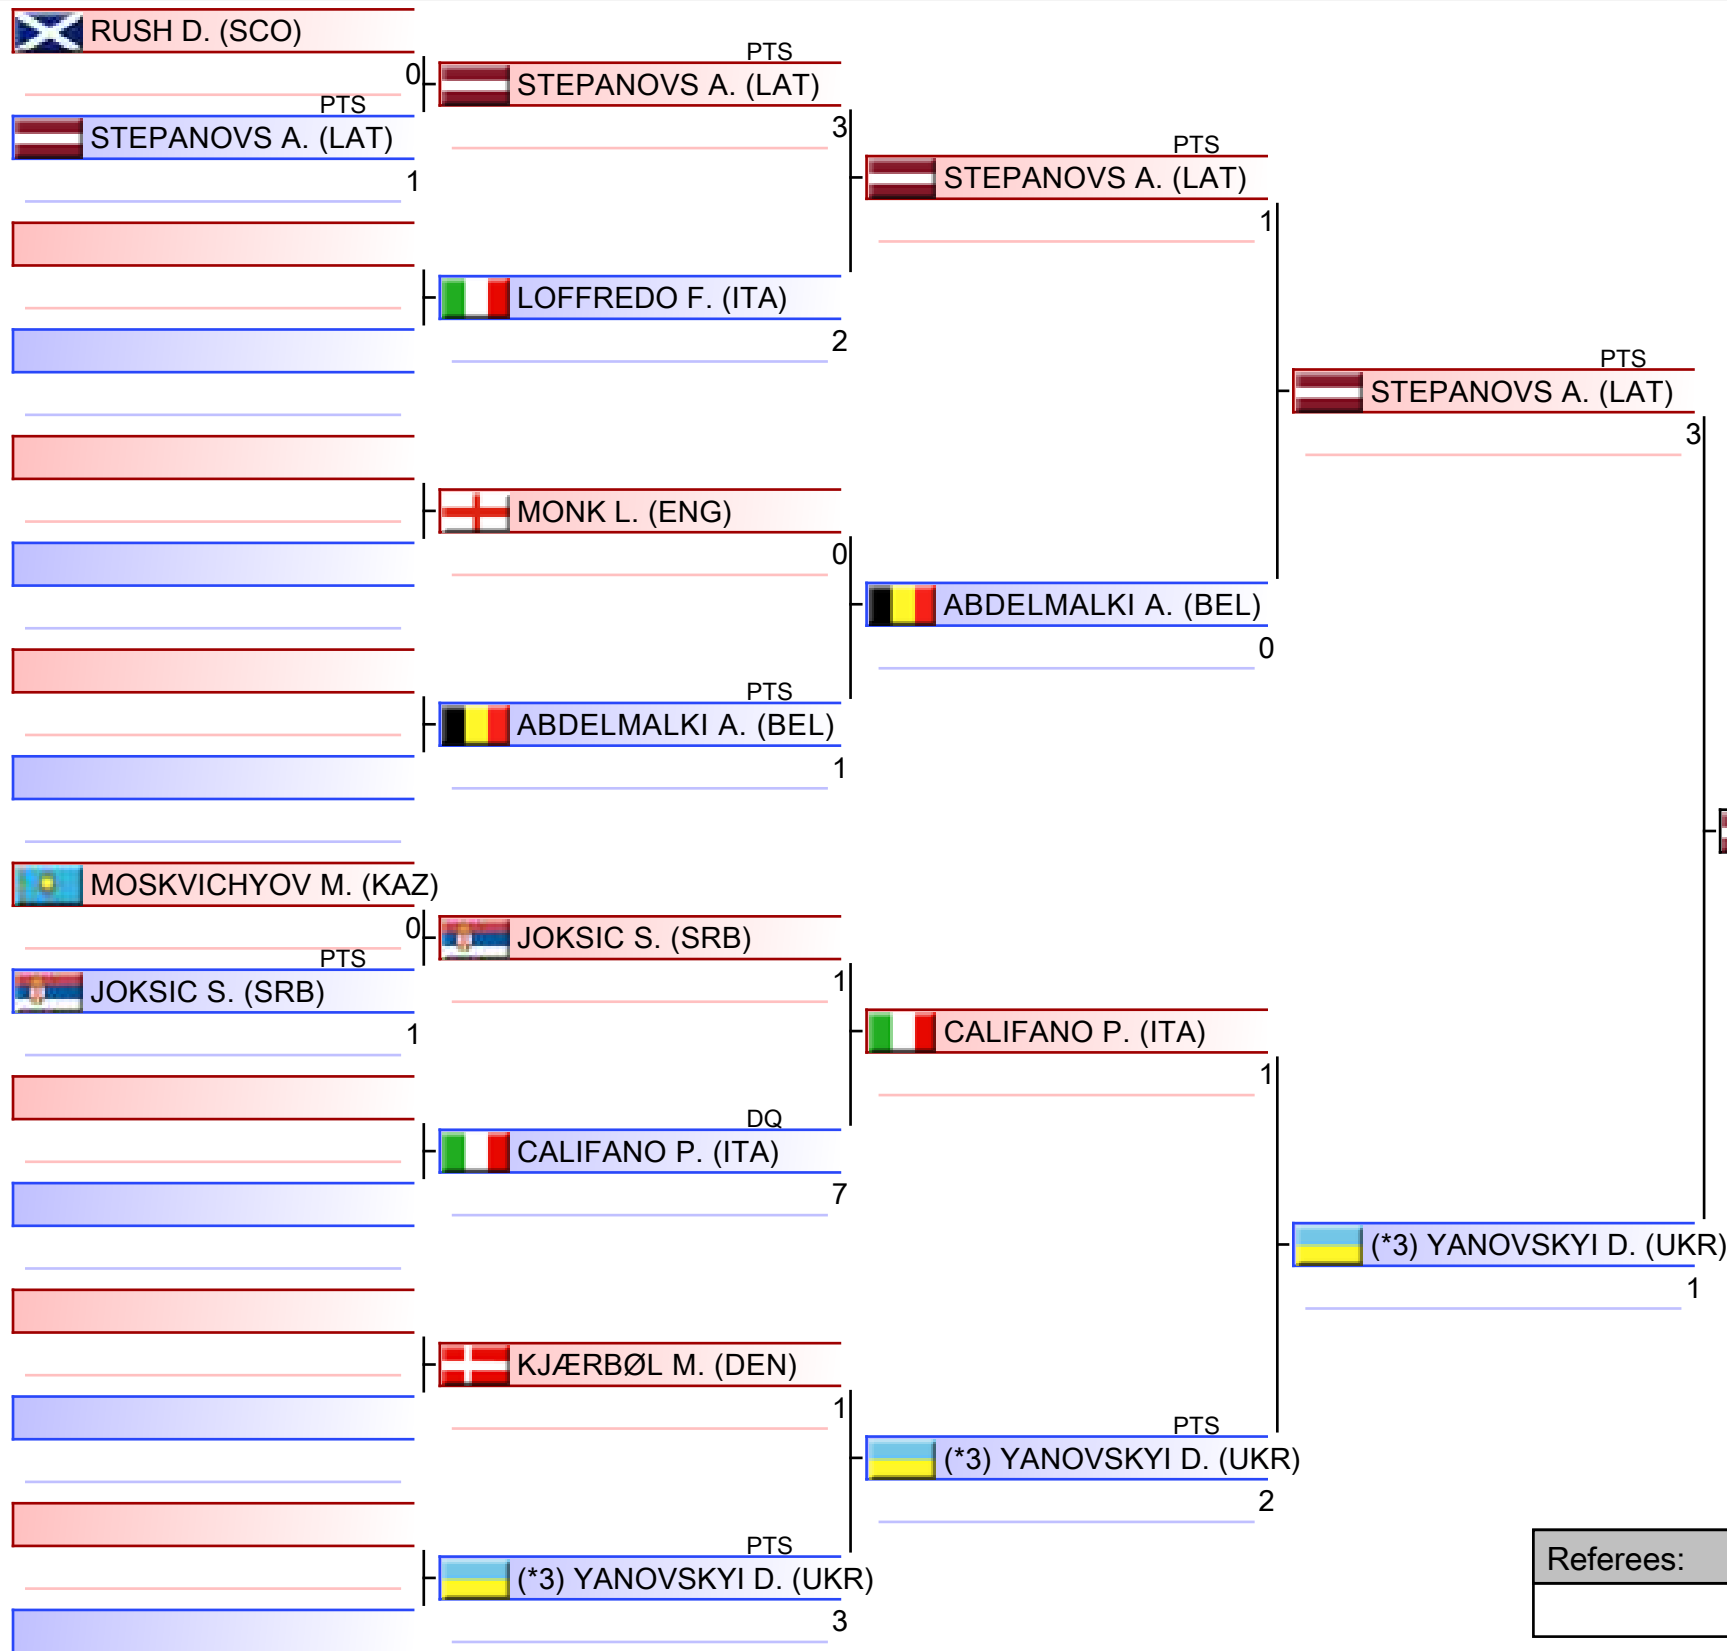 RUSH D. (SCO)
0
PTS
STEPANOVS A. (LAT)
1
MOSKVICHYOV M. (KAZ)
0
PTS
JOKSIC S. (SRB)
1
PTS
STEPANOVS A. (LAT)
3
LOFFREDO F. (ITA)
2
MONK L. (ENG)
0
PTS
ABDELMALKI A. (BEL)
1
JOKSIC S. (SRB)
1
DQ
CALIFANO P. (ITA)
7
KJÆRBØL M. (DEN)
1
PTS
(*3) YANOVSKYI D. (UKR)
3
PTS
STEPANOVS A. (LAT)
1
ABDELMALKI A. (BEL)
0
CALIFANO P. (ITA)
1
PTS
(*3) YANOVSKYI D. (UKR)
2
PTS
STEPANOVS A. (LAT)
3
(*3) YANOVSKYI D. (UKR)
1
Referees: